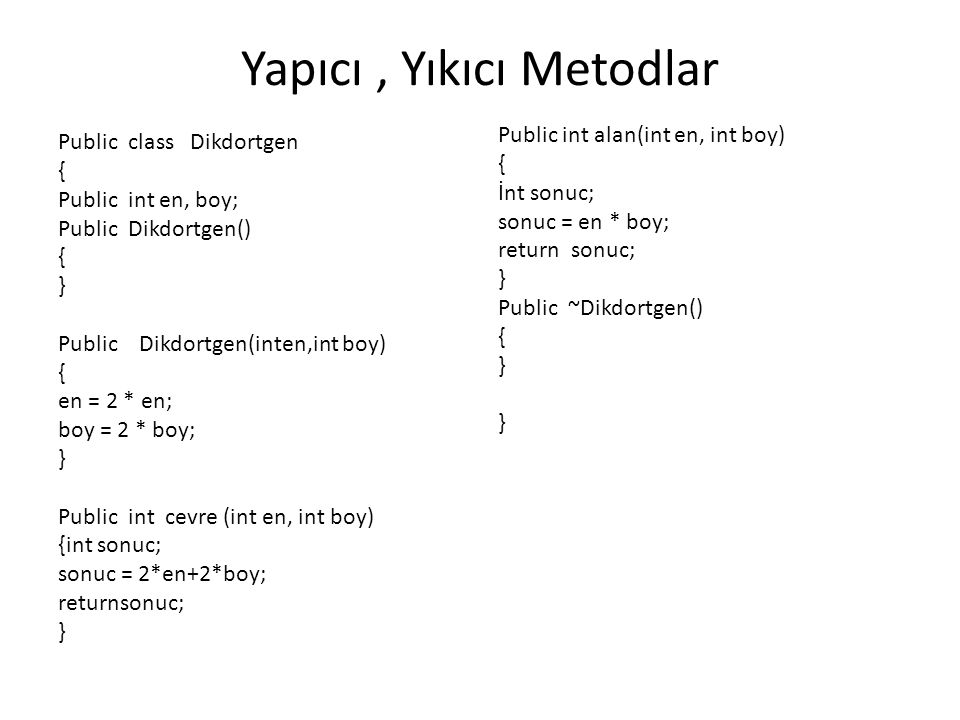 Yapıcı , Yıkıcı Metodlar
Public class Dikdortgen
{
Public int en, boy;
Public Dikdortgen()
{
}
Public Dikdortgen(inten,int boy)
{
en = 2 * en;
boy = 2 * boy;
}
Public int cevre (int en, int boy)
{int sonuc;
sonuc = 2*en+2*boy;
returnsonuc;
}
Public int alan(int en, int boy)
{
İnt sonuc;
sonuc = en * boy;
return sonuc;
}
Public ~Dikdortgen()
{
}
}